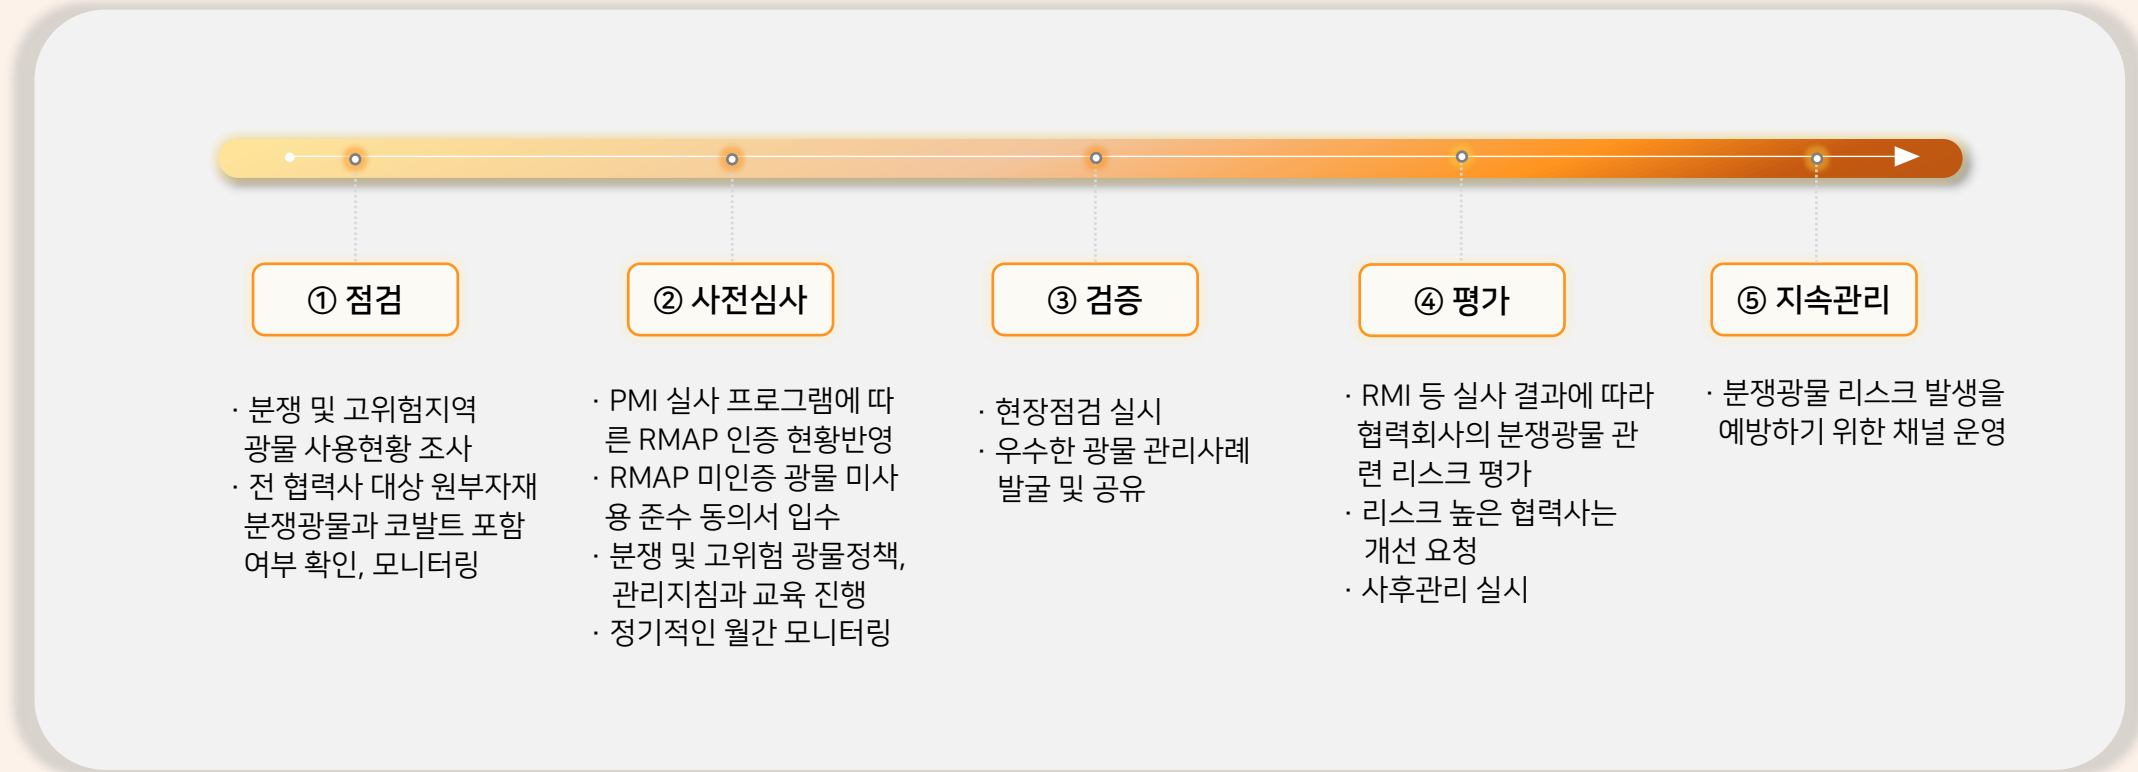 ① 점검
· 분쟁 및 고위험지역
광물 사용현황 조사
· 전 협력사 대상 원부자재
분쟁광물과 코발트 포함
여부 확인, 모니터링
② 사전심사
· PMI 실사 프로그램에 따
른 RMAP 인증 현황반영
· RMAP 미인증 광물 미사
용 준수 동의서 입수
· 분쟁 및 고위험 광물정책,
관리지침과 교육 진행
· 정기적인 월간 모니터링
③ 검증
· 현장점검 실시
· 우수한 광물 관리사례
발굴 및 공유
④ 평가
· RMI 등 실사 결과에 따라
협력회사의 분쟁광물 관
련 리스크 평가
· 리스크 높은 협력사는
개선 요청
· 사후관리 실시
⑤ 지속관리
· 분쟁광물 리스크 발생을
예방하기 위한 채널 운영